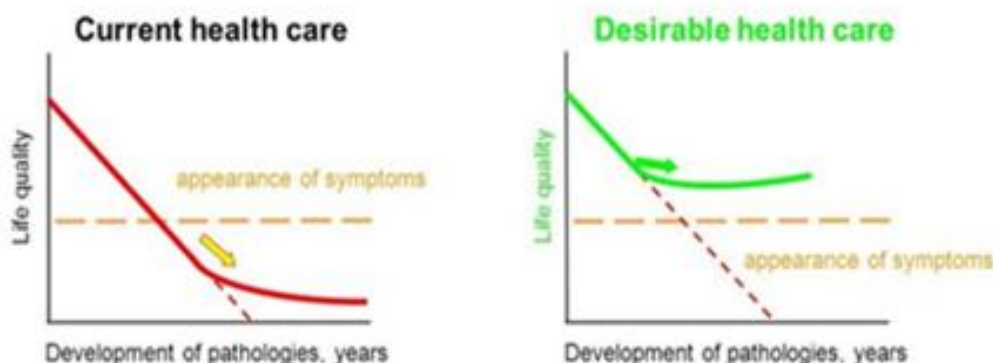 Current health care
Life quality
appearance of symptoms
Development of pathologies, years
Desirable health care
Life quality
appearance of symptoms
Development of pathologies, years